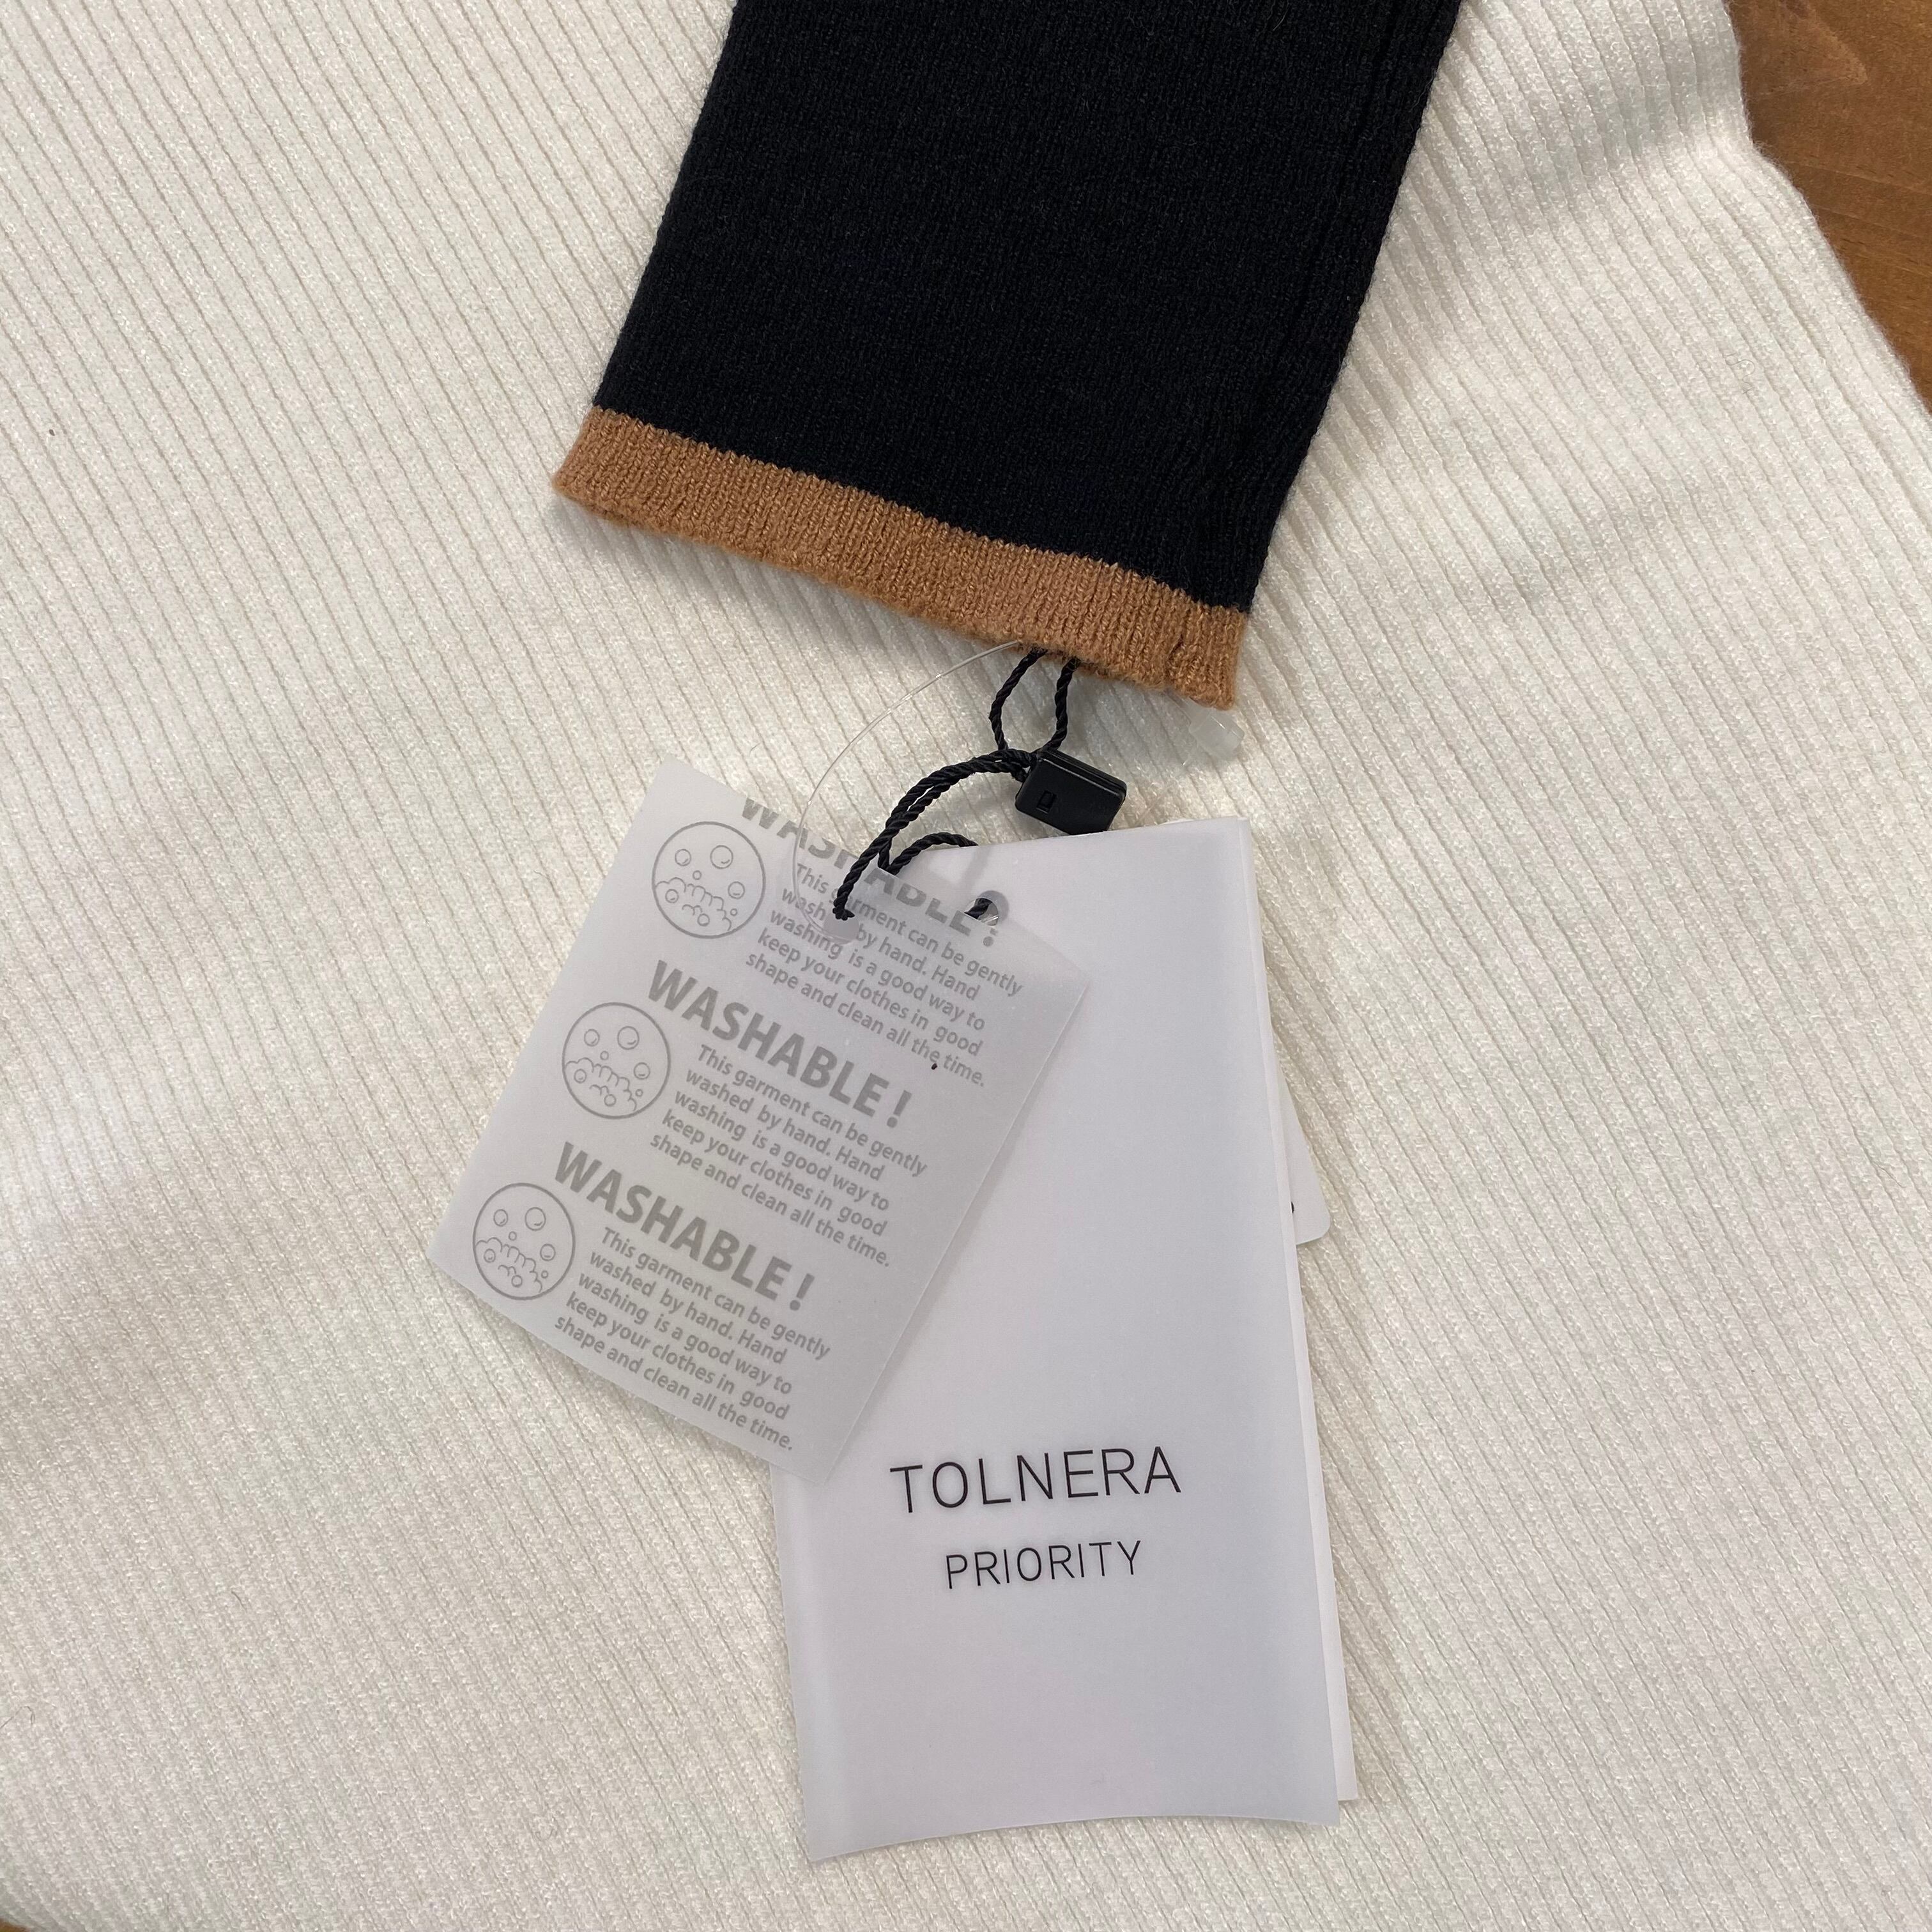 WASHABLE !
This garment can be gently
by hand. Hand
washing is a good way to
keep your clothes in good
shape and clean all the time.
WASHABLE !
This garment can be gently
washed by hand. Hand
washing is a good way to
keep your clothes in good
shape and clean all the time.
WASHABLE !
This garment can be gently
washed by hand. Hand
washing is a good way to
keep your clothes in good
shape and clean all the time.
TOLNERA
PRIORITY